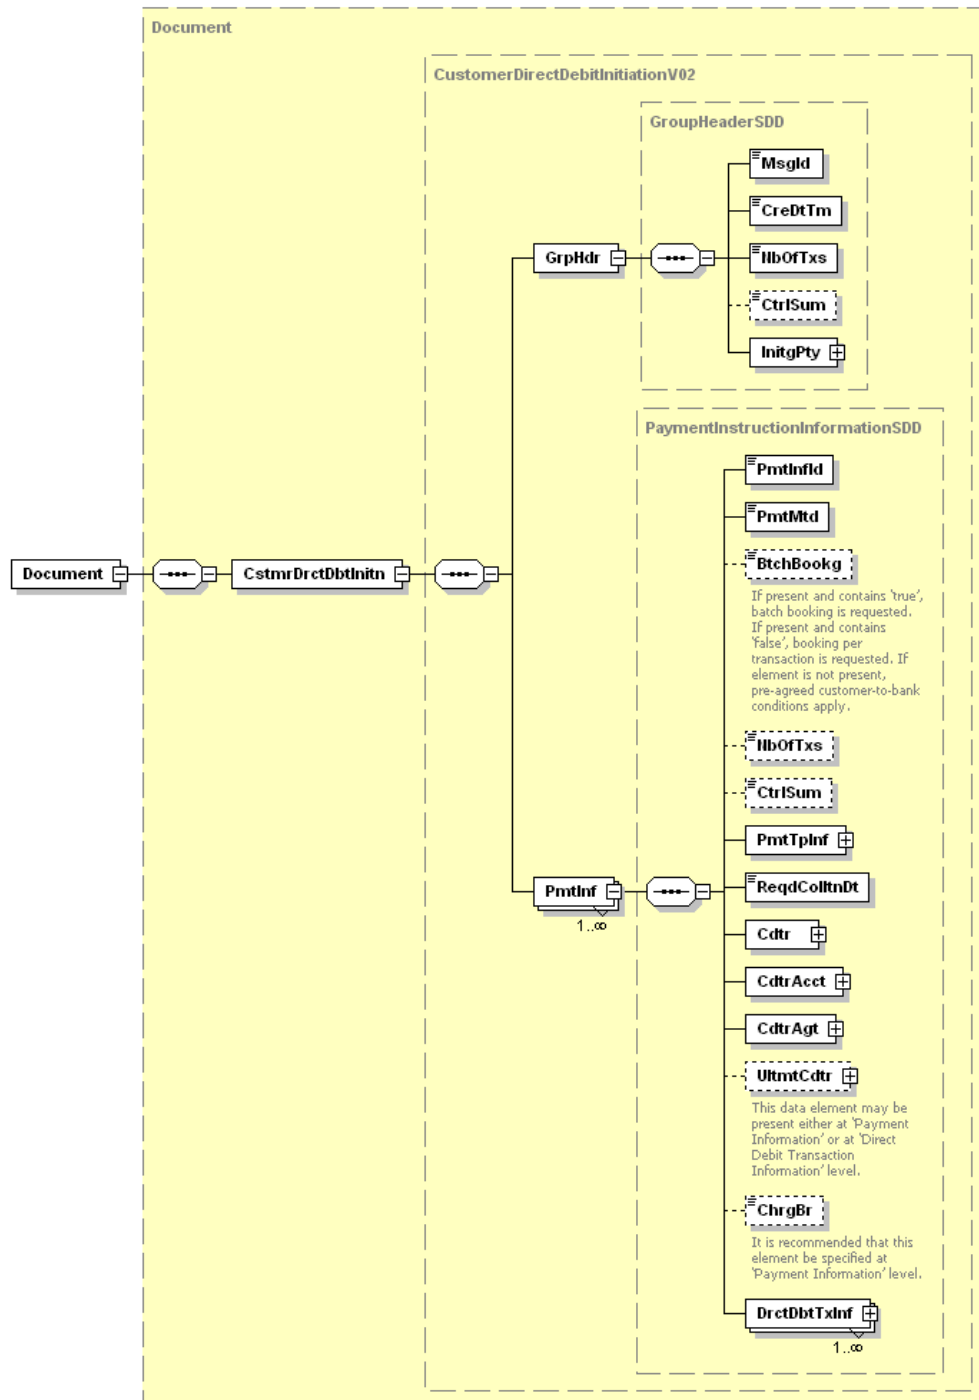 Document
CustomerDirectDebitInitiationV02
GroupHeaderSDD
MsgId
CreDtTm
GrpHdr
NbOfTxs
CtrlSum
InitgPty
PaymentInstructionInformationSDD
PmtInfId
PmtMtd
Document
CstmrDrctDbtInitn
BtchBookg
If present and contains 'true',
batch booking is requested.
If present and contains
'false', booking per
transaction is requested. If
element is not present,
pre-agreed customer-to-bank
conditions apply.
NbOfTxs
CtrlSum
PmtTpInf
PmtInf
1..∞
ReqdColltnDt
Cdtr
CdtrAcct
CdtrAgt
UltmtCdtr
This data element may be
present either at 'Payment
Information' or at 'Direct
Debit Transaction
Information' level.
ChrgBr
It is recommended that this
element be specified at
'Payment Information' level.
DrctDbtTxInf
1..∞